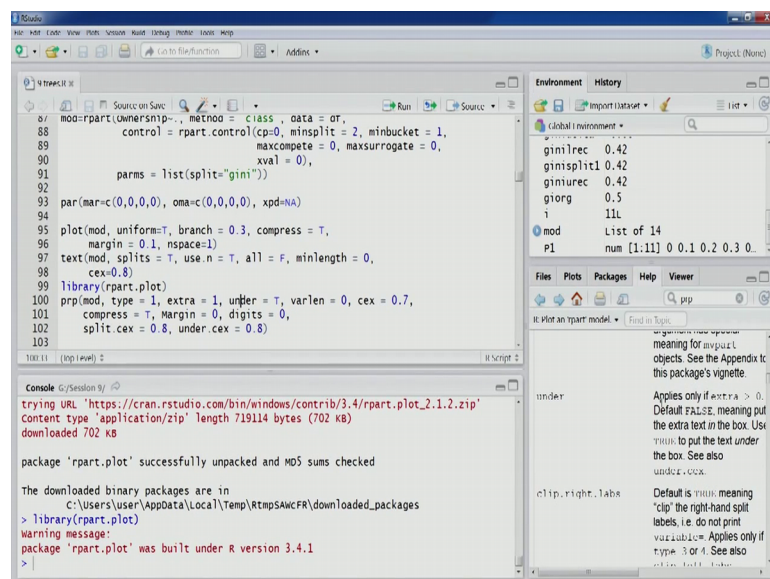 RStudio
File Edit Code View Plots Session Build Debug Profile Tools Help
Go to file/function
Addins
Project: (None)
9 trees.R
Source on Save
Run
Source
87 mod=rpart(Ownership~., method = "class", data = df,
88 control = rpart.control(cp=0, minsplit = 2, minbucket = 1,
89 maxcompete = 0, maxsurrogate = 0,
90 xval = 0),
91 parms = list(split="gini"))
92
93 par(mar=c(0,0,0,0), oma=c(0,0,0,0), xpd=NA)
94
95 plot(mod, uniform=T, branch = 0.3, compress = T,
96 margin = 0.1, nspace=1)
97 text(mod, splits = T, use.n = T, all = F, minlength = 0,
98 cex=0.8)
99 library(rpart.plot)
100 prp(mod, type = 1, extra = 1, under = T, varlen = 0, cex = 0.7,
101 compress = T, Margin = 0, digits = 0,
102 split.cex = 0.8, under.cex = 0.8)
103
100:33 (Top Level) R Script
Console G:/Session 9/
trying URL 'https://cran.rstudio.com/bin/windows/contrib/3.4/rpart.plot_2.1.2.zip'
Content type 'application/zip' length 719114 bytes (702 KB)
downloaded 702 KB
package 'rpart.plot' successfully unpacked and MD5 sums checked
The downloaded binary packages are in
C:\Users\user\AppData\Local\Temp\RtmpSAWcFR\downloaded_packages
> library(rpart.plot)
Warning message:
package 'rpart.plot' was built under R version 3.4.1
>
Environment History
Import Dataset List
Global Environment
ginilrec 0.42
ginisplit1 0.42
giniurec 0.42
giorg 0.5
i 11L
mod List of 14
P1 num [1:11] 0 0.1 0.2 0.3 0…
Files Plots Packages Help Viewer
prp
R: Plot an 'rpart' model. Find in Topic
argument has special
meaning for mvpart
objects. See the Appendix to
this package's vignette.
under Applies only if extra > 0.
Default FALSE, meaning put
the extra text in the box. Use
TRUE to put the text under
the box. See also
under.cex.
clip.right.labs Default is TRUE meaning
"clip" the right-hand split
labels, i.e. do not print
variable=. Applies only if
type 3 or 4. See also
clip.left.labs